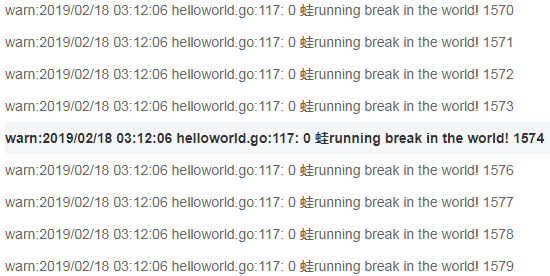 warn:2019/02/18 03:12:06 helloworld.go:117: 0 蛙running break in the world! 1570
warn:2019/02/18 03:12:06 helloworld.go:117: 0 蛙running break in the world! 1571
warn:2019/02/18 03:12:06 helloworld.go:117: 0 蛙running break in the world! 1572
warn:2019/02/18 03:12:06 helloworld.go:117: 0 蛙running break in the world! 1573
warn:2019/02/18 03:12:06 helloworld.go:117: 0 蛙running break in the world! 1574
warn:2019/02/18 03:12:06 helloworld.go:117: 0 蛙running break in the world! 1576
warn:2019/02/18 03:12:06 helloworld.go:117: 0 蛙running break in the world! 1577
warn:2019/02/18 03:12:06 helloworld.go:117: 0 蛙running break in the world! 1578
warn:2019/02/18 03:12:06 helloworld.go:117: 0 蛙running break in the world! 1579